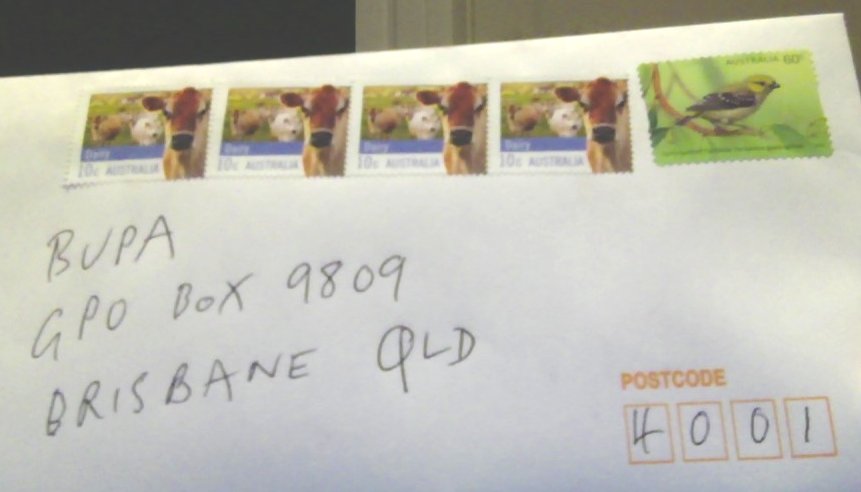 Dairy
10c AUSTRALIA
Dairy
10c AUSTRALIA
Dairy
10c AUSTRALIA
Dairy
10c AUSTRALIA
AUSTRALIA 60c
BUPA
GPO BOX 9809
BRISBANE QLD
POSTCODE
4001